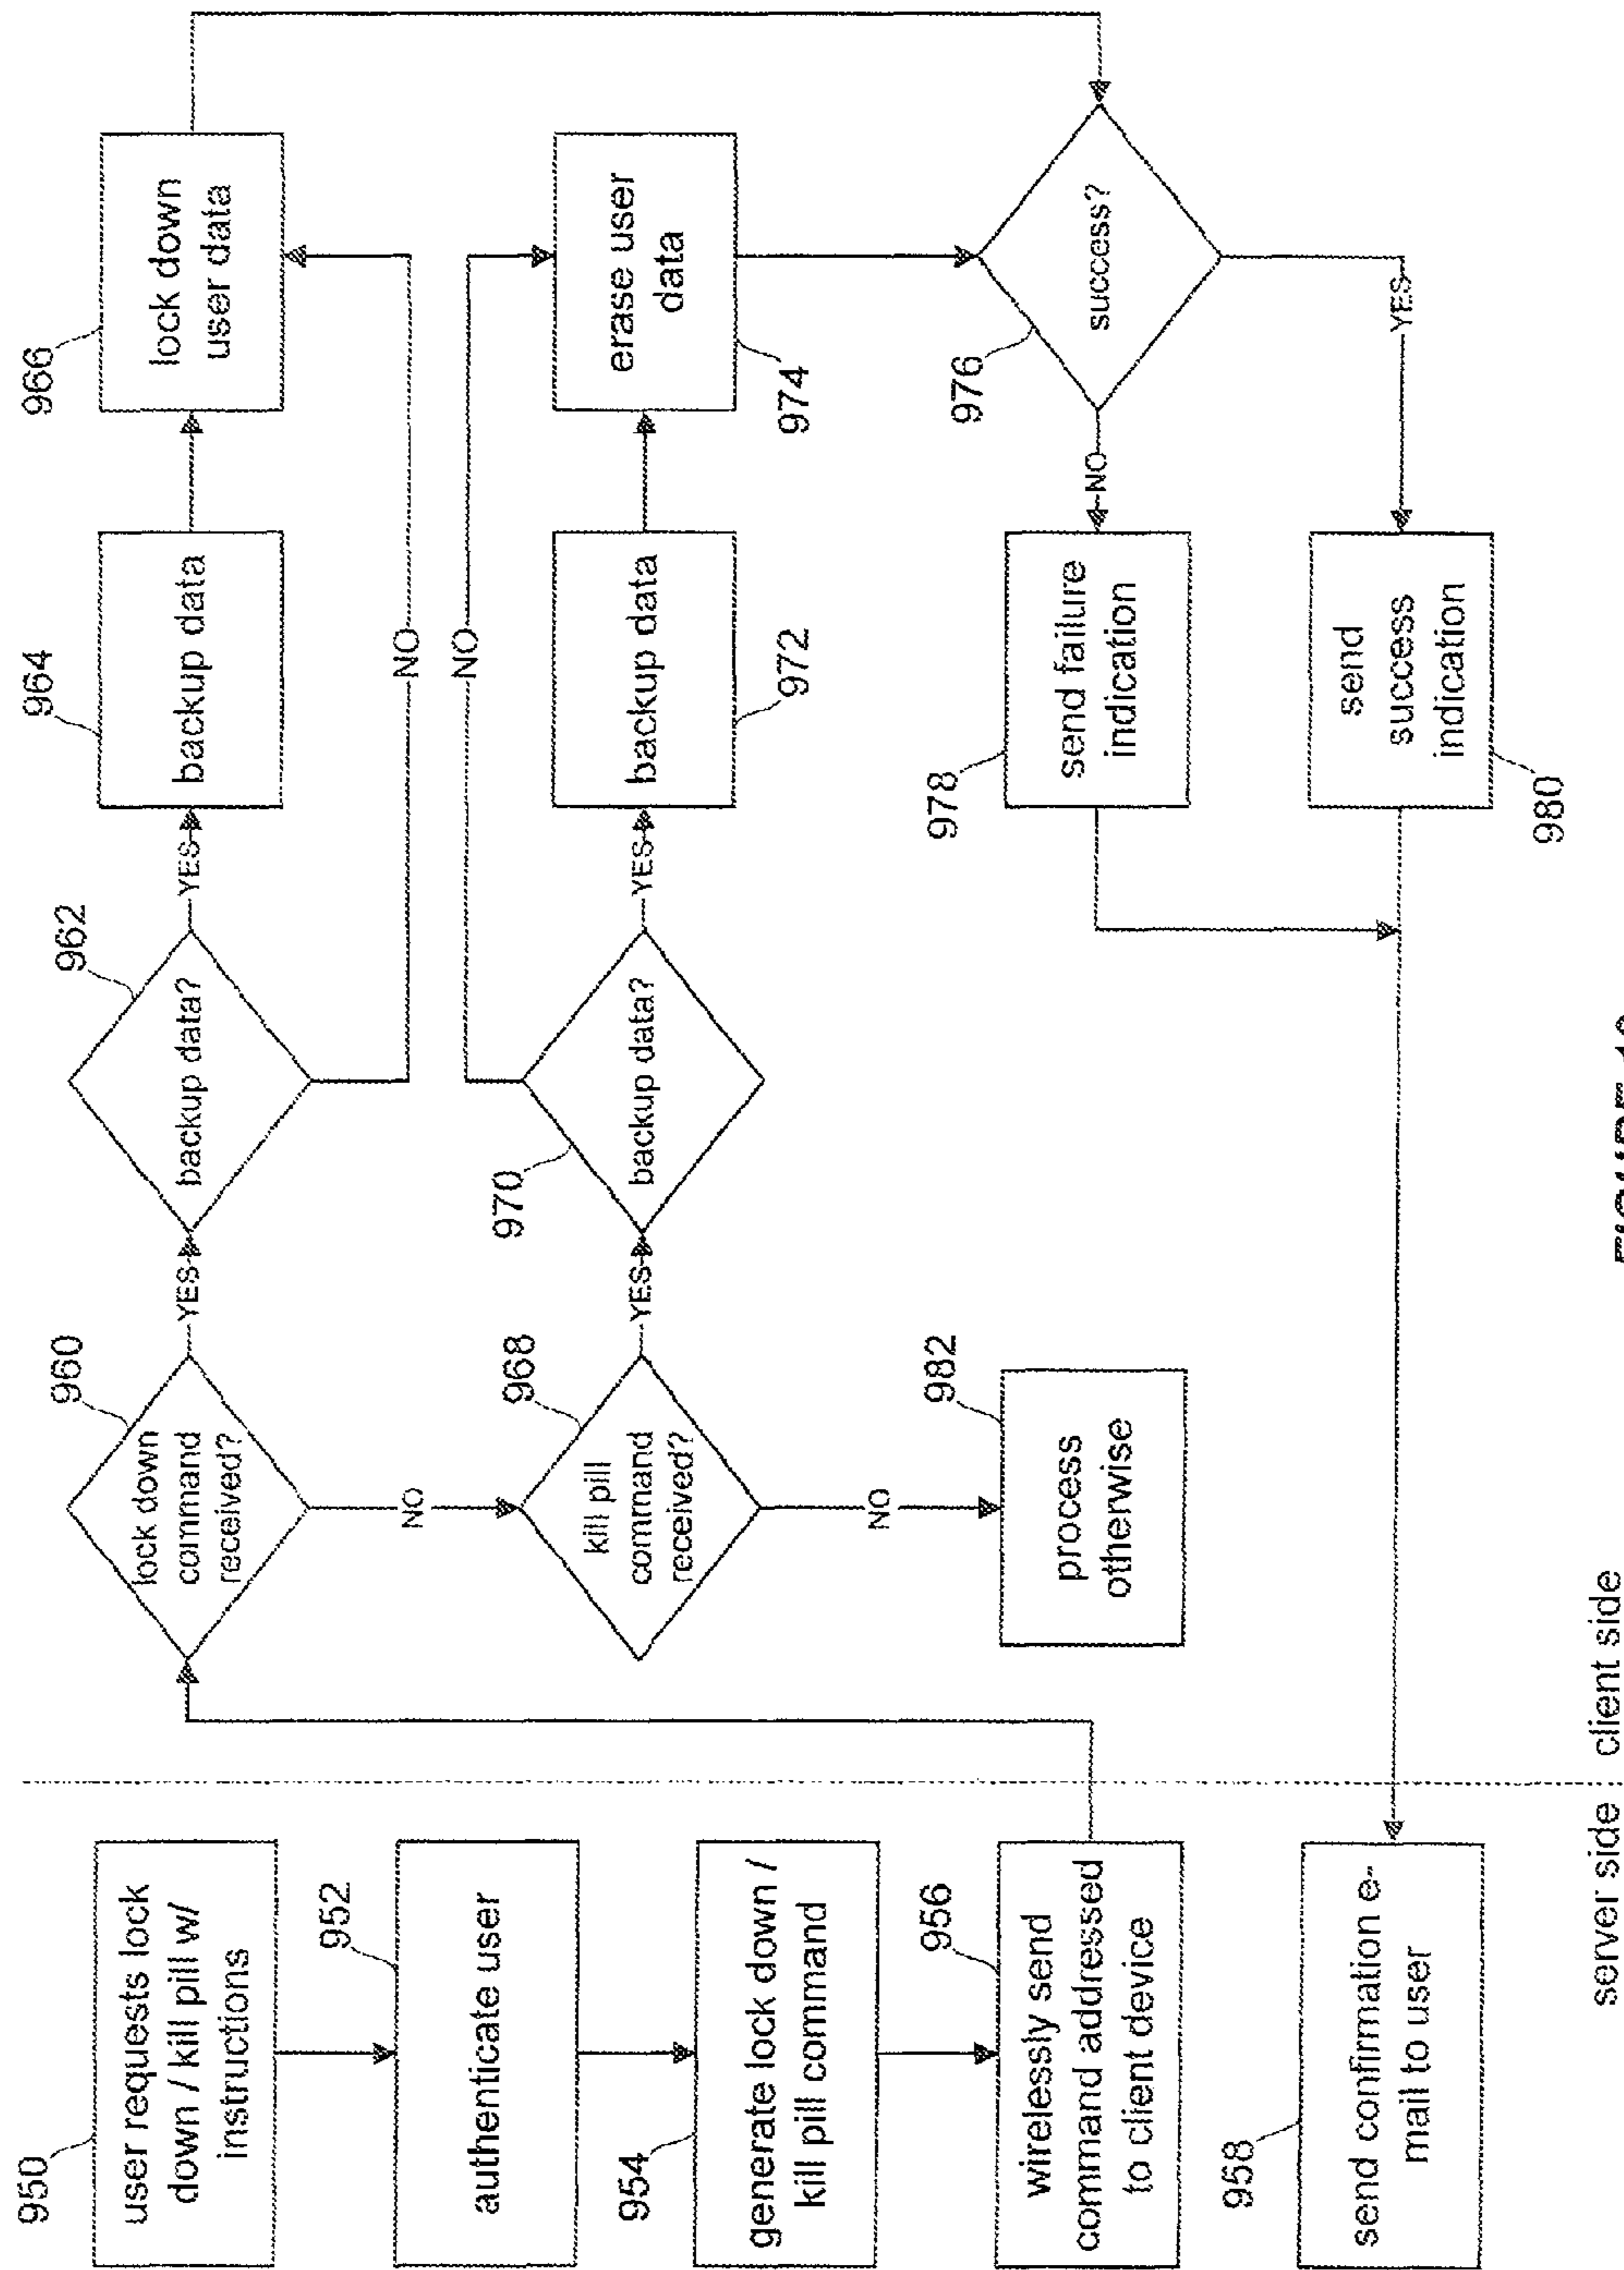 950
user requests lock
down / kill pill w/
instructions
952
authenticate user
954
generate lock down /
kill pill command
956
wirelessly send
command addressed
to client device
958
send confirmation e-
mail to user
server side
client side
960
lock down
command
received?
YES
NO
962
backup data?
YES
NO
964
backup data
966
lock down
user data
968
kill pill
command
received?
YES
NO
970
backup data?
YES
NO
972
backup data
974
erase user
data
976
success?
NO
YES
978
send failure
indication
980
send
success
indication
982
process
otherwise